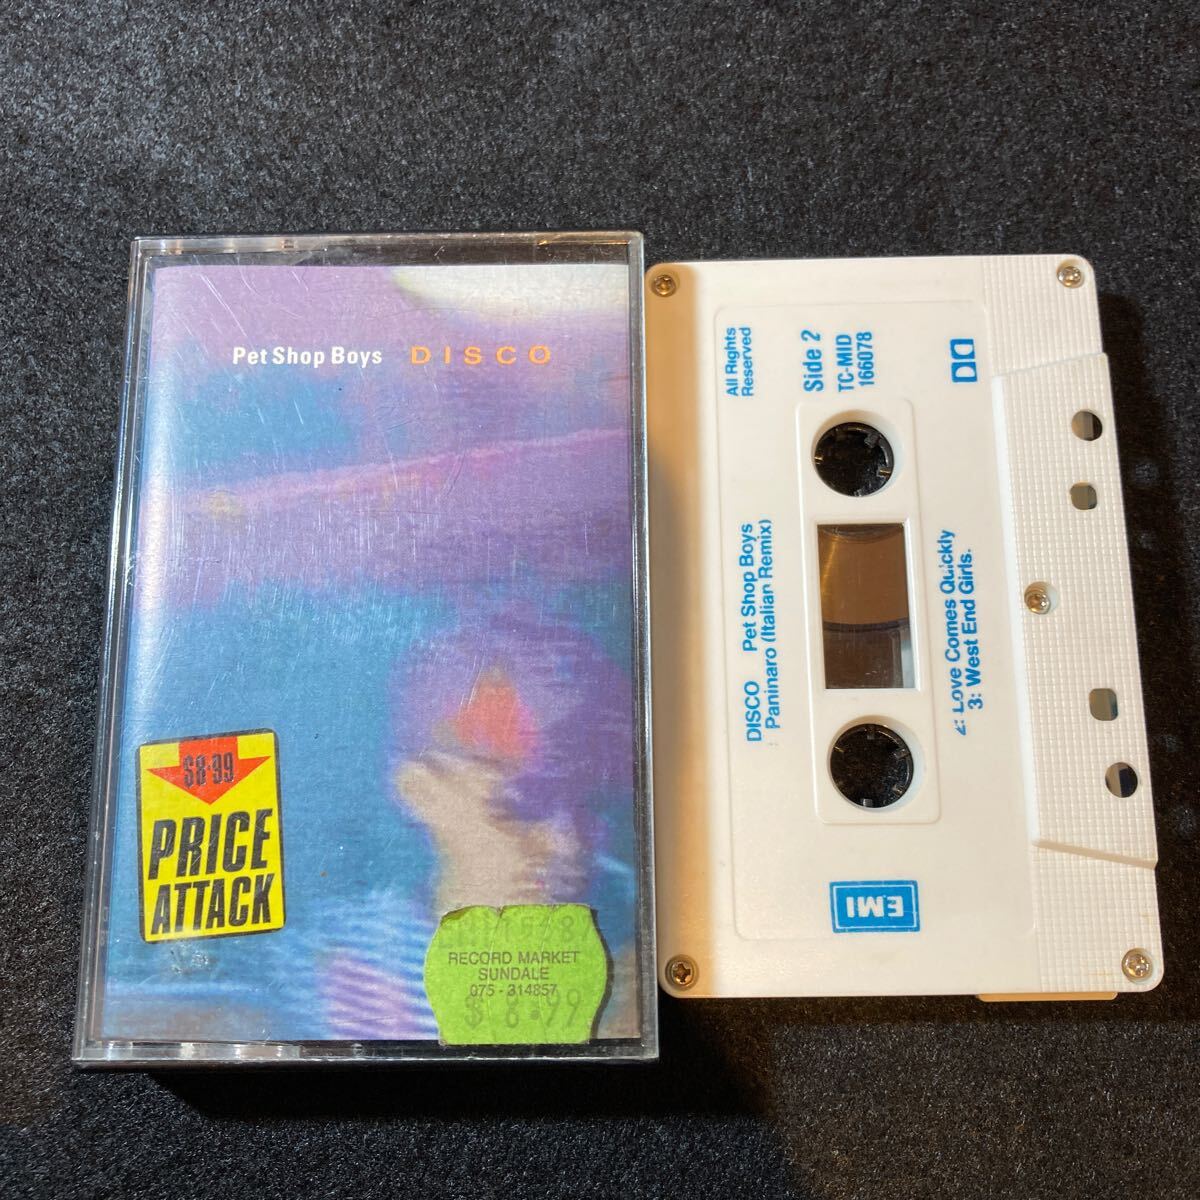 Pet Shop Boys DISCO
$8.99
PRICE
ATTACK
RECORD MARKET
SUNDALE
075 - 314857
$ 8.99
All Rights
Reserved
Side 2
TC-MID
166078
DISCO Pet Shop Boys
Paninaro (Italian Remix)
2: Love Comes Quickly
3: West End Girls.
EMI